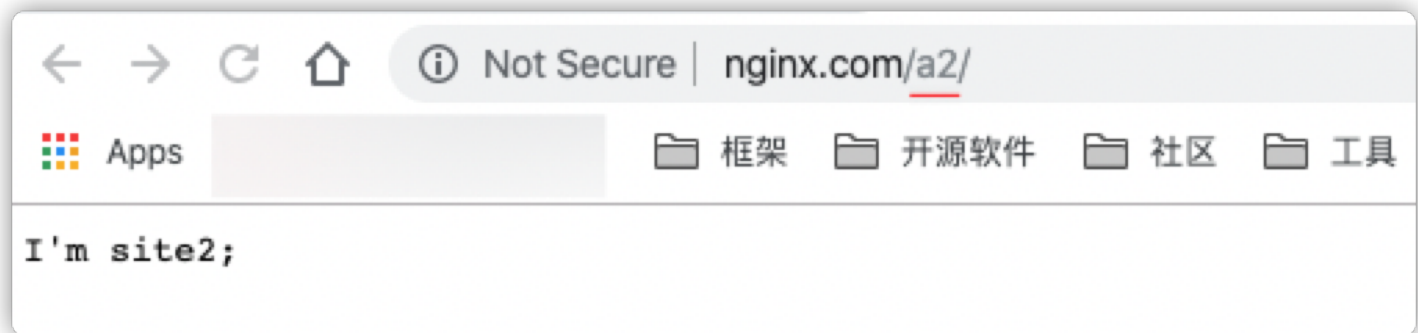 Not Secure | nginx.com/a2/
Apps 框架 开源软件 社区 工具
I'm site2;